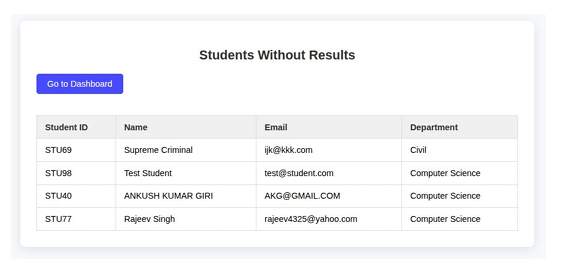 Students Without Results
Go to Dashboard
Student ID Name Email Department
STU69 Supreme Criminal ijk@kkk.com Civil
STU98 Test Student test@student.com Computer Science
STU40 ANKUSH KUMAR GIRI AKG@GMAIL.COM Computer Science
STU77 Rajeev Singh rajeev4325@yahoo.com Computer Science